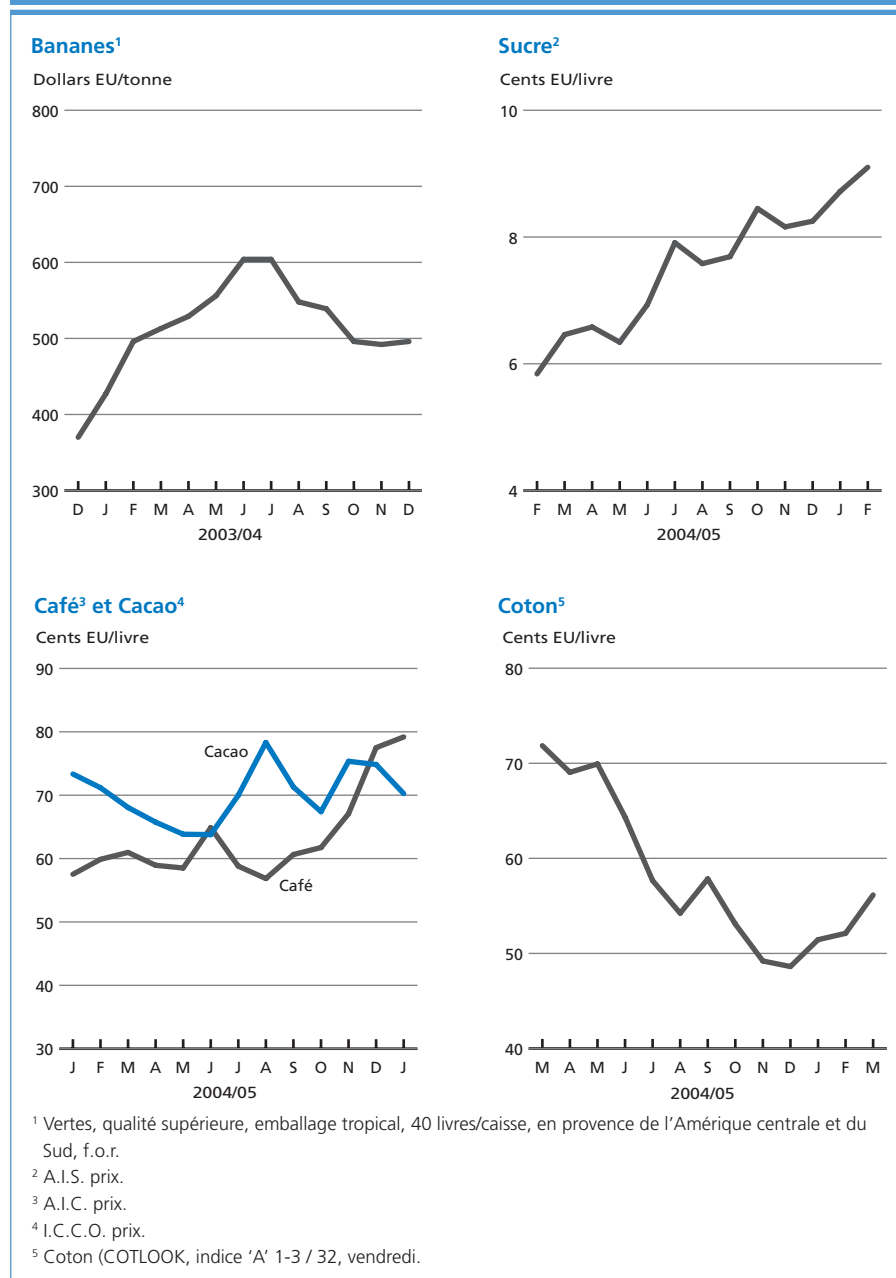 Bananes¹
Dollars EU/tonne
800
700
600
500
400
300
D J F M A M J J A S O N D
2003/04
Sucre²
Cents EU/livre
10
8
6
4
F M A M J J A S O N D J F
2004/05
Café³ et Cacao⁴
Cents EU/livre
90
80
70
60
50
40
30
Cacao
Café
J F M A M J J A S O N D J
2004/05
Coton⁵
Cents EU/livre
80
70
60
50
40
M A M J J A S O N D J F M
2004/05
¹ Vertes, qualité supérieure, emballage tropical, 40 livres/caisse, en provence de l’Amérique centrale et du
Sud, f.o.r.
² A.I.S. prix.
³ A.I.C. prix.
⁴ I.C.C.O. prix.
⁵ Coton (COTLOOK, indice ‘A’ 1-3 / 32, vendredi.